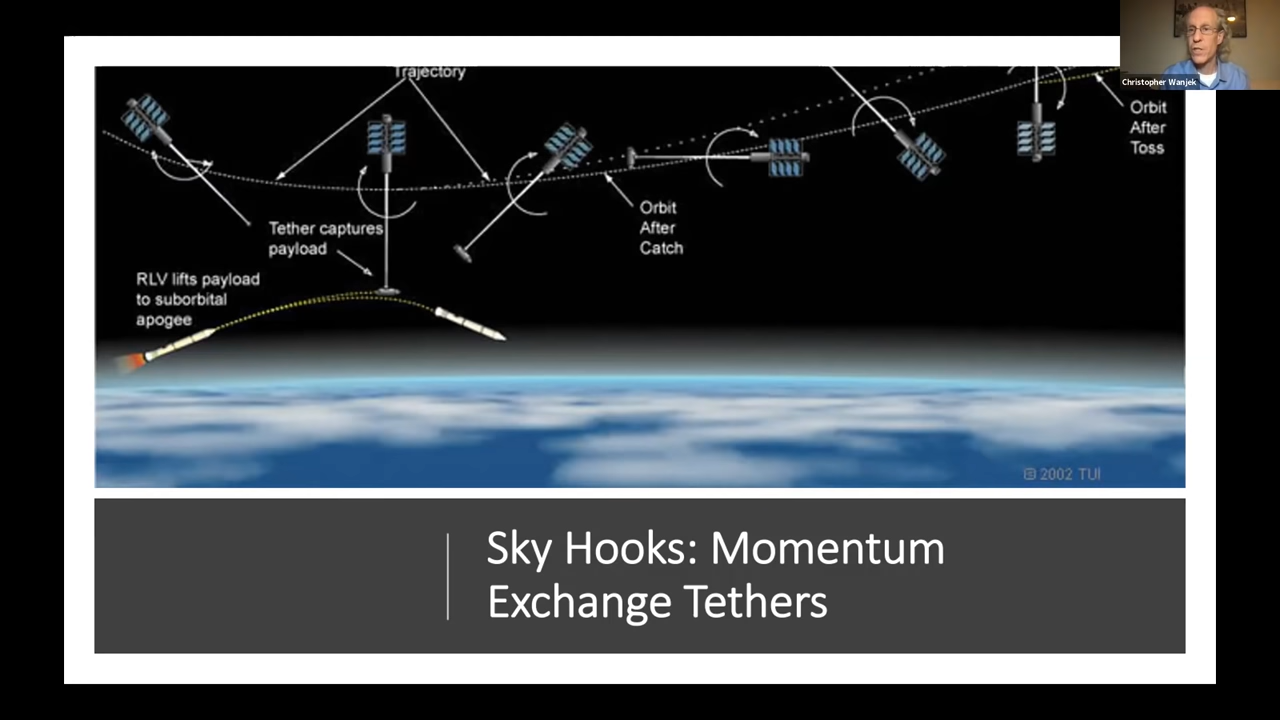 Trajectory
Christopher Wanjek
Orbit
After
Toss
Orbit
After
Catch
Tether captures
payload
RLV lifts payload
to suborbital
apogee
© 2002 TUI
Sky Hooks: Momentum
Exchange Tethers